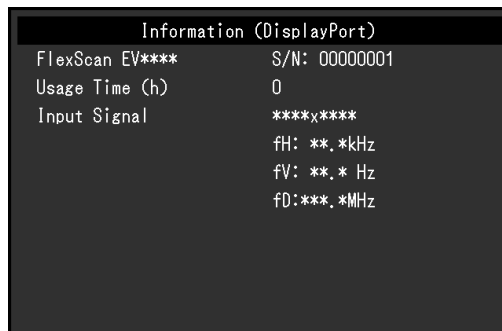 Information (DisplayPort)
FlexScan EV**** S/N: 00000001
Usage Time (h) 0
Input Signal ****x****
fH: **.*kHz
fV: **.* Hz
fD:***.*MHz